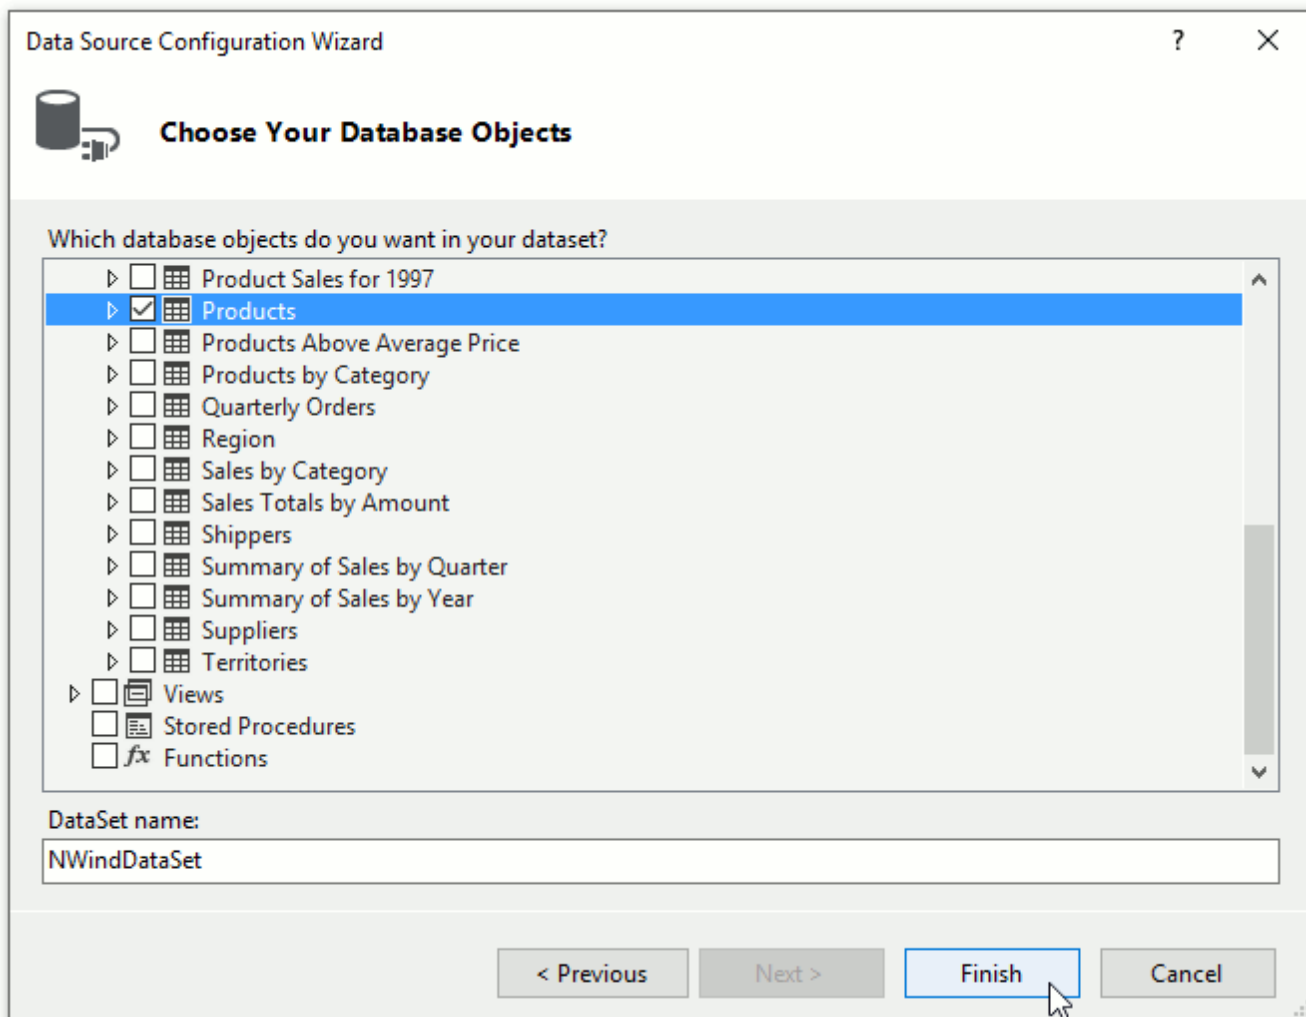 Data Source Configuration Wizard
?
Choose Your Database Objects
Which database objects do you want in your dataset?
Product Sales for 1997
Products
Products Above Average Price
Products by Category
Quarterly Orders
Region
Sales by Category
Sales Totals by Amount
Shippers
Summary of Sales by Quarter
Summary of Sales by Year
Suppliers
Territories
Views
Stored Procedures
fx Functions
DataSet name:
NWindDataSet
< Previous Next > Finish Cancel